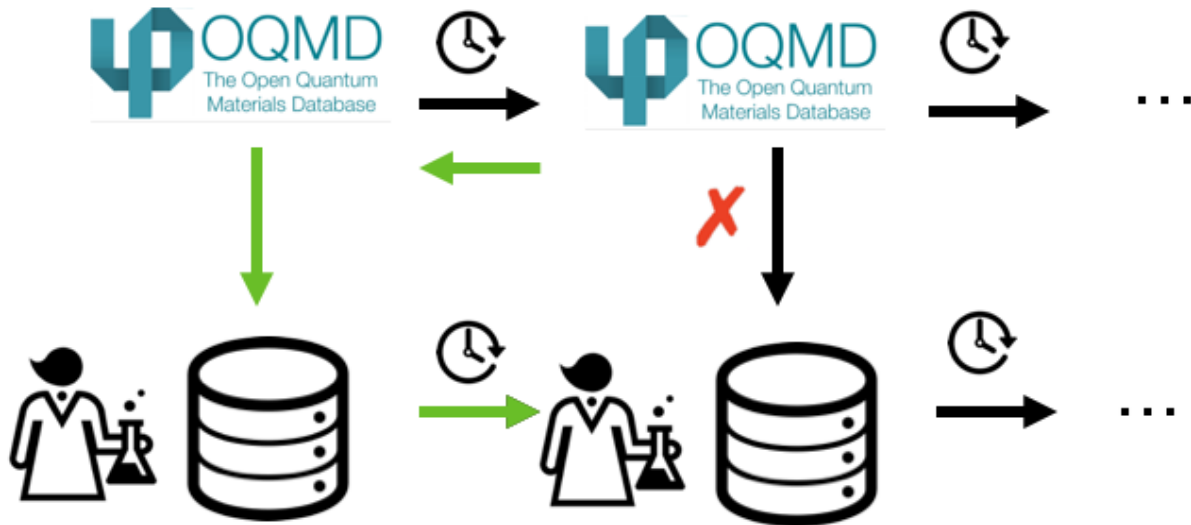 OQMD
The Open Quantum
Materials Database
OQMD
The Open Quantum
Materials Database
...
...